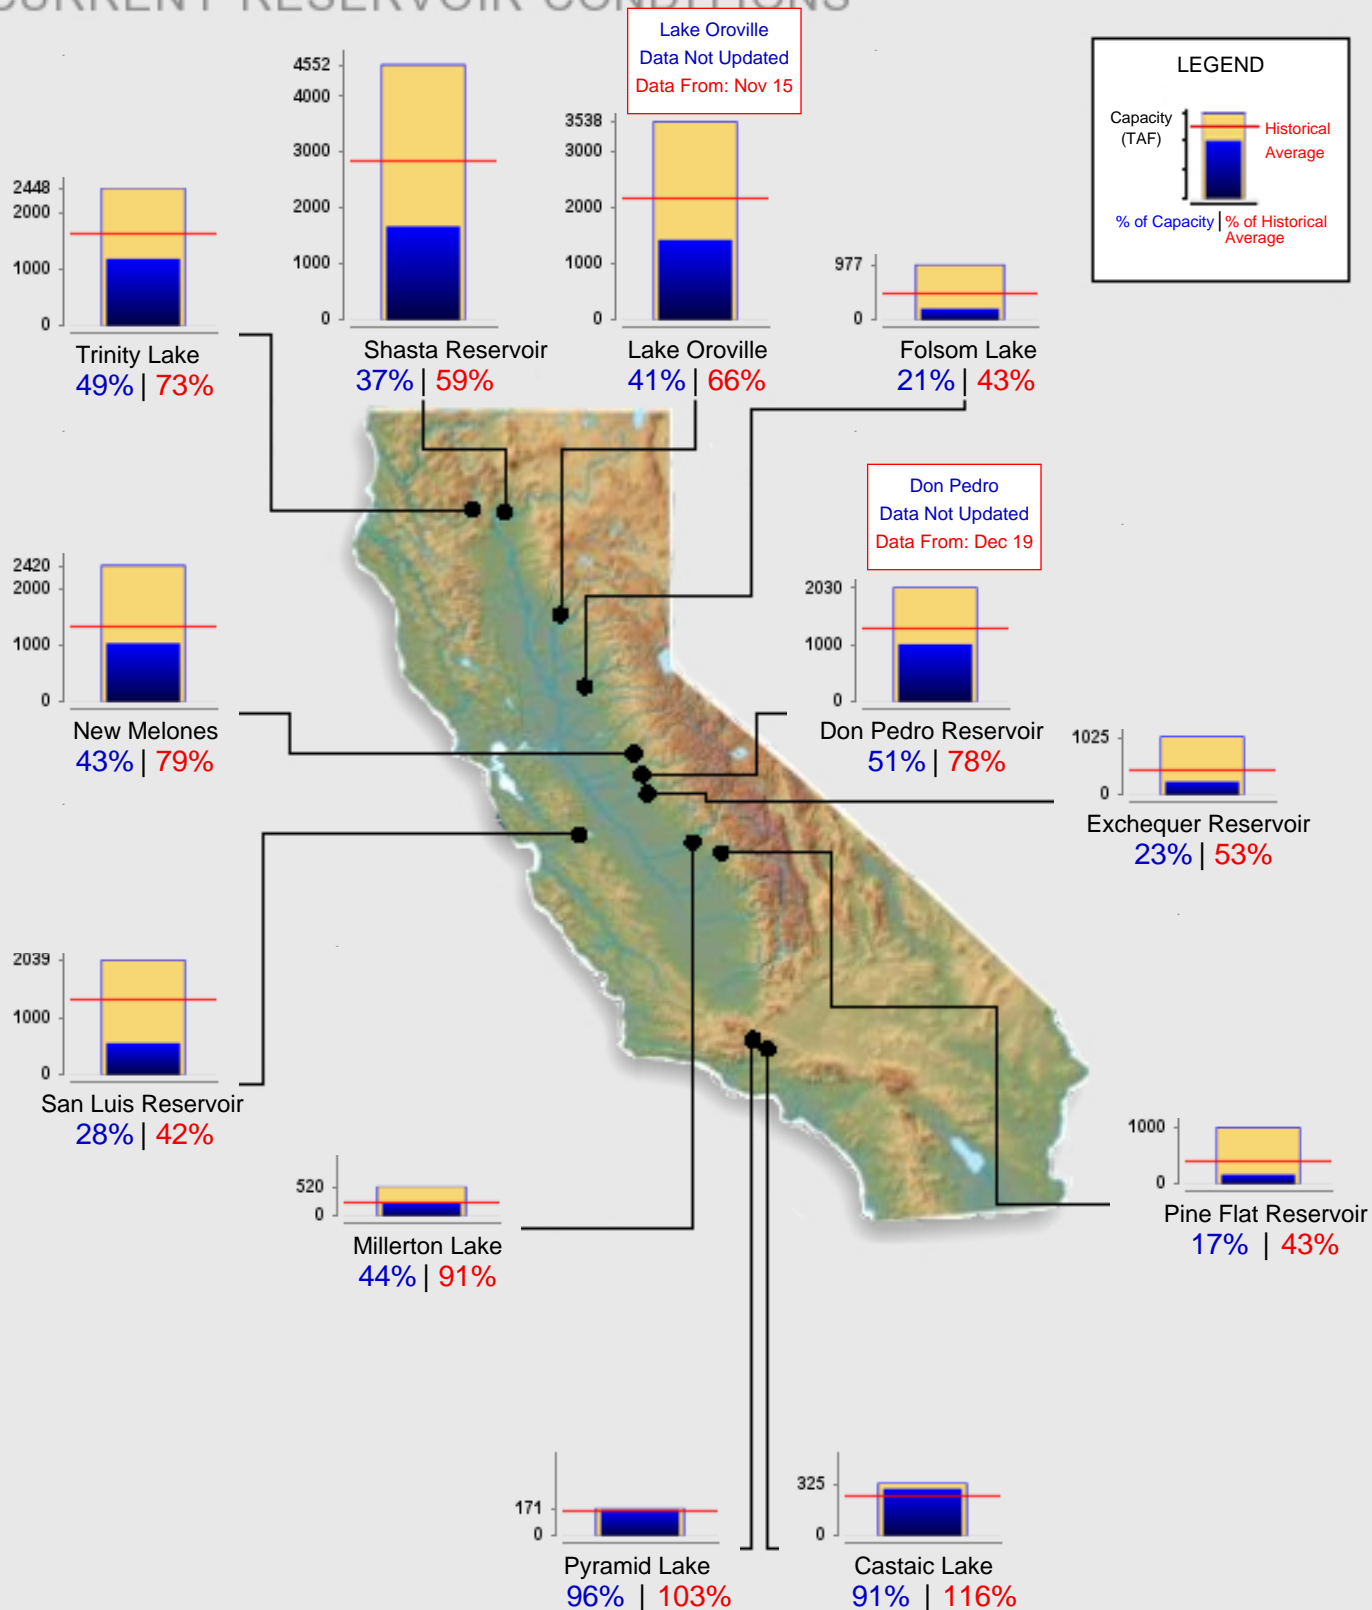 CURRENT RESERVOIR CONDITIONS
Lake Oroville
Data Not Updated
Data From: Nov 15
LEGEND
Capacity
(TAF)
Historical
Average
% of Capacity | % of Historical
Average
2448
2000
1000
0
Trinity Lake
49% | 73%
4552
4000
3000
2000
1000
0
Shasta Reservoir
37% | 59%
3538
3000
2000
1000
0
Lake Oroville
41% | 66%
977
0
Folsom Lake
21% | 43%
Don Pedro
Data Not Updated
Data From: Dec 19
2420
2000
1000
0
New Melones
43% | 79%
2030
1000
0
Don Pedro Reservoir
51% | 78%
1025
0
Exchequer Reservoir
23% | 53%
2039
1000
0
San Luis Reservoir
28% | 42%
520
0
Millerton Lake
44% | 91%
1000
0
Pine Flat Reservoir
17% | 43%
171
0
Pyramid Lake
96% | 103%
325
0
Castaic Lake
91% | 116%